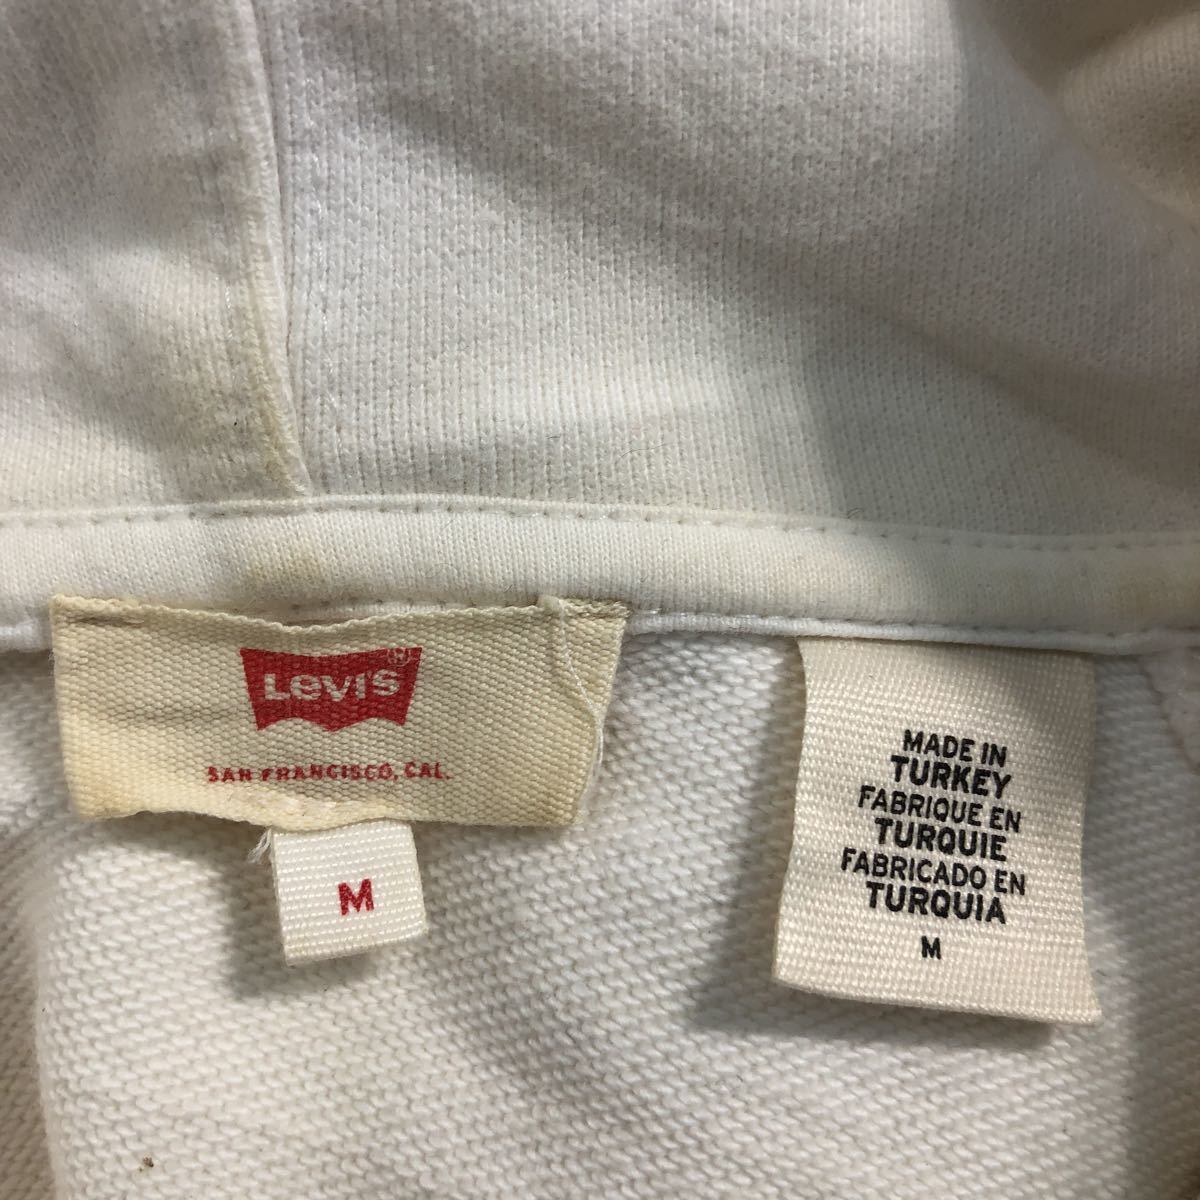 Levi's®
SAN FRANCISCO, CAL.
M
MADE IN
TURKEY
FABRIQUE EN
TURQUIE
FABRICADO EN
TURQUIA
M